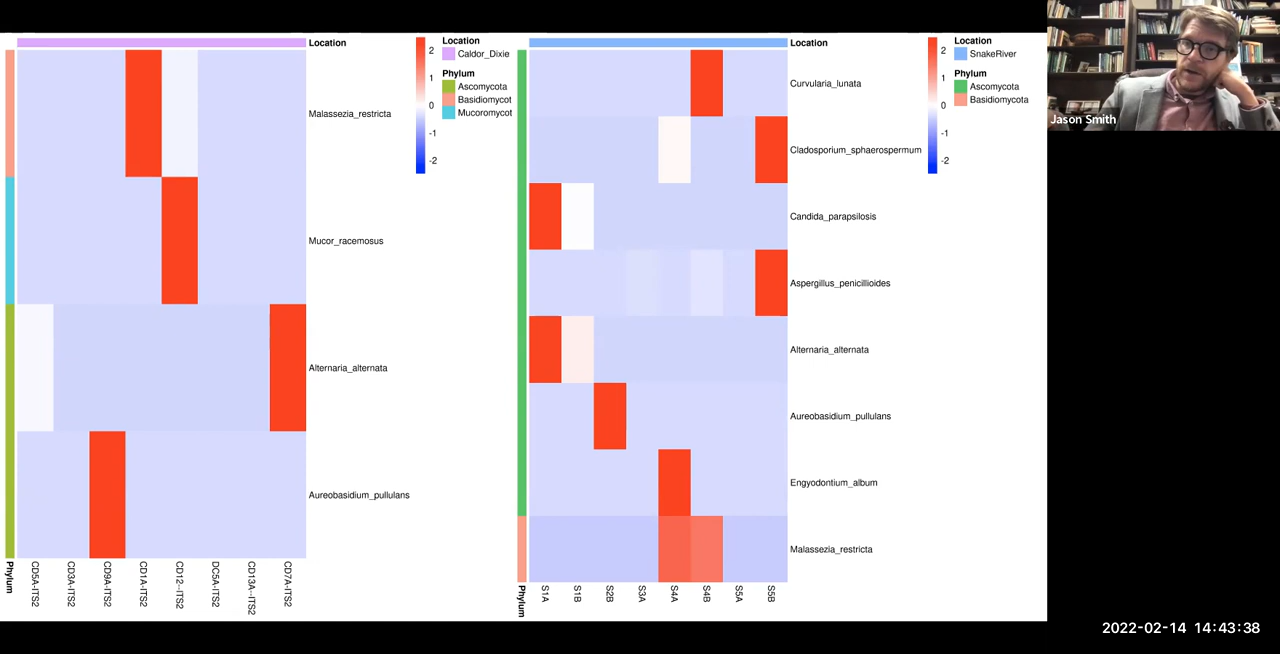 Location
2
1
0
-1
-2
Location
Caldor_Dixie
Phylum
Ascomycota
Basidiomycot
Mucoromycot
Malassezia_restricta
Mucor_racemosus
Alternaria_alternata
Aureobasidium_pullulans
Phylum
CD5A-ITS2
CD3A-ITS2
CD9A-ITS2
CD1A-ITS2
CD12--ITS2
DC5A-ITS2
CD13A--ITS2
CD7A-ITS2
Location
2
1
0
-1
-2
Location
SnakeRiver
Phylum
Ascomycota
Basidiomycota
Curvularia_lunata
Cladosporium_sphaerospermum
Candida_parapsilosis
Aspergillus_penicillioides
Alternaria_alternata
Aureobasidium_pullulans
Engyodontium_album
Malassezia_restricta
Phylum
S1A
S1B
S2B
S3A
S4A
S4B
S5A
S5B
Jason Smith
2022-02-14 14:43:38